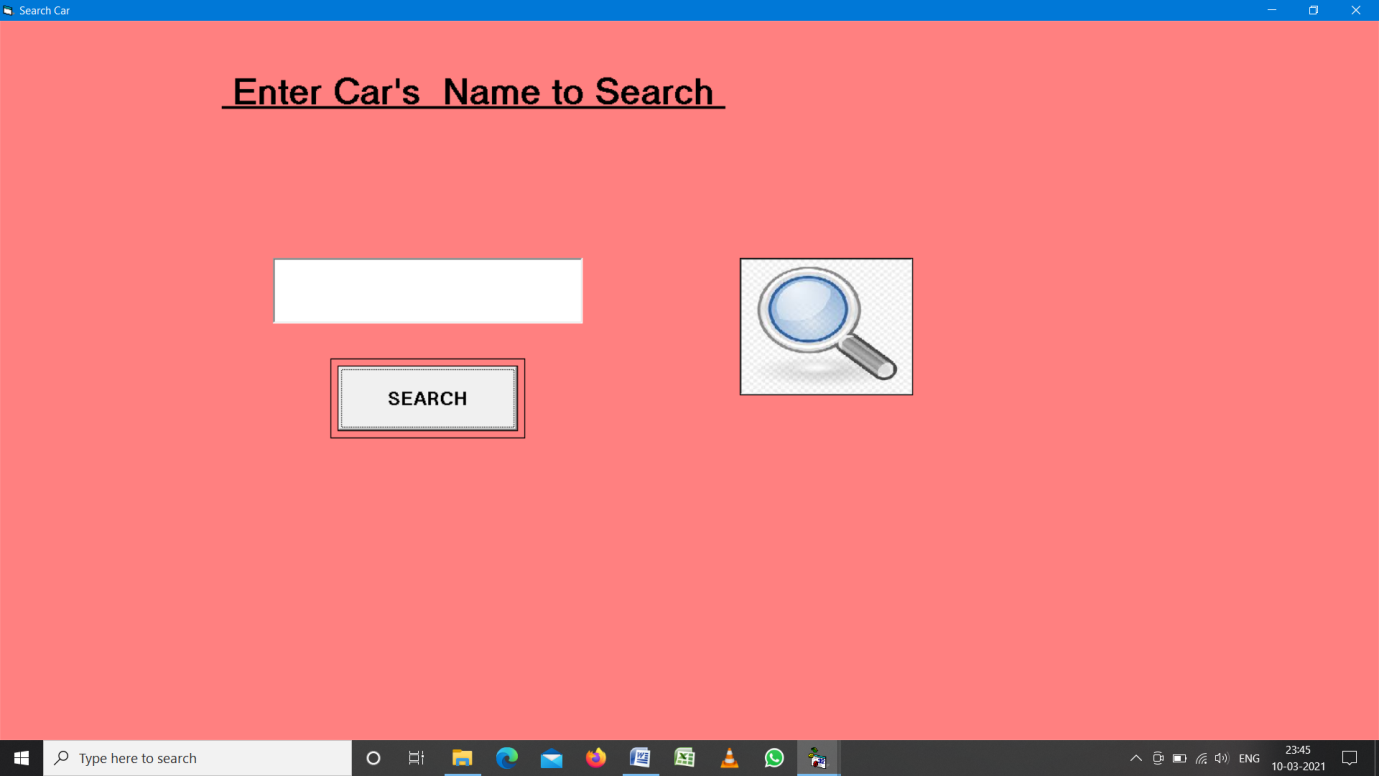 Search Car
Enter Car's Name to Search
SEARCH
Type here to search
ENG
23:45
10-03-2021